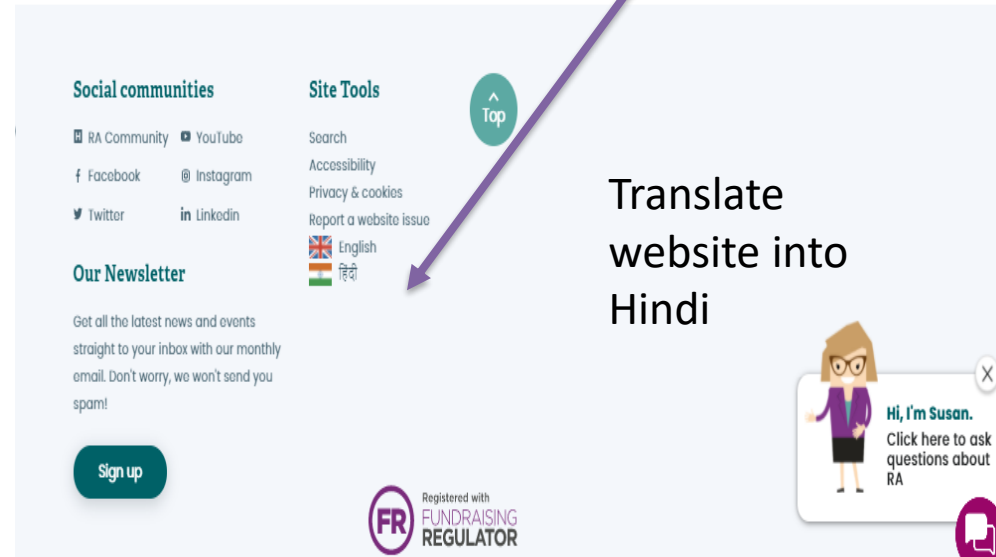 Social communities
RA Community
YouTube
Facebook
Instagram
Twitter
in Linkedin
Our Newsletter
Get all the latest news and events
straight to your inbox with our monthly
email. Don't worry, we won't send you
spam!
Sign up
Site Tools
Search
Accessibility
Privacy & cookies
Report a website issue
English
हिंदी
Top
Translate
website into
Hindi
X
Hi, I'm Susan.
Click here to ask
questions about
RA
FR
Registered with
FUNDRAISING
REGULATOR